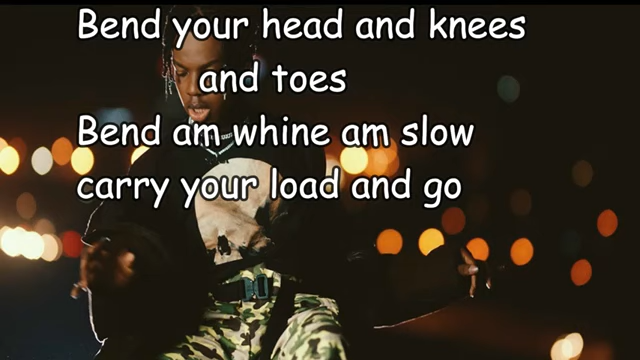 Bend your head and knees
and toes
Bend am whine am slow
carry your load and go